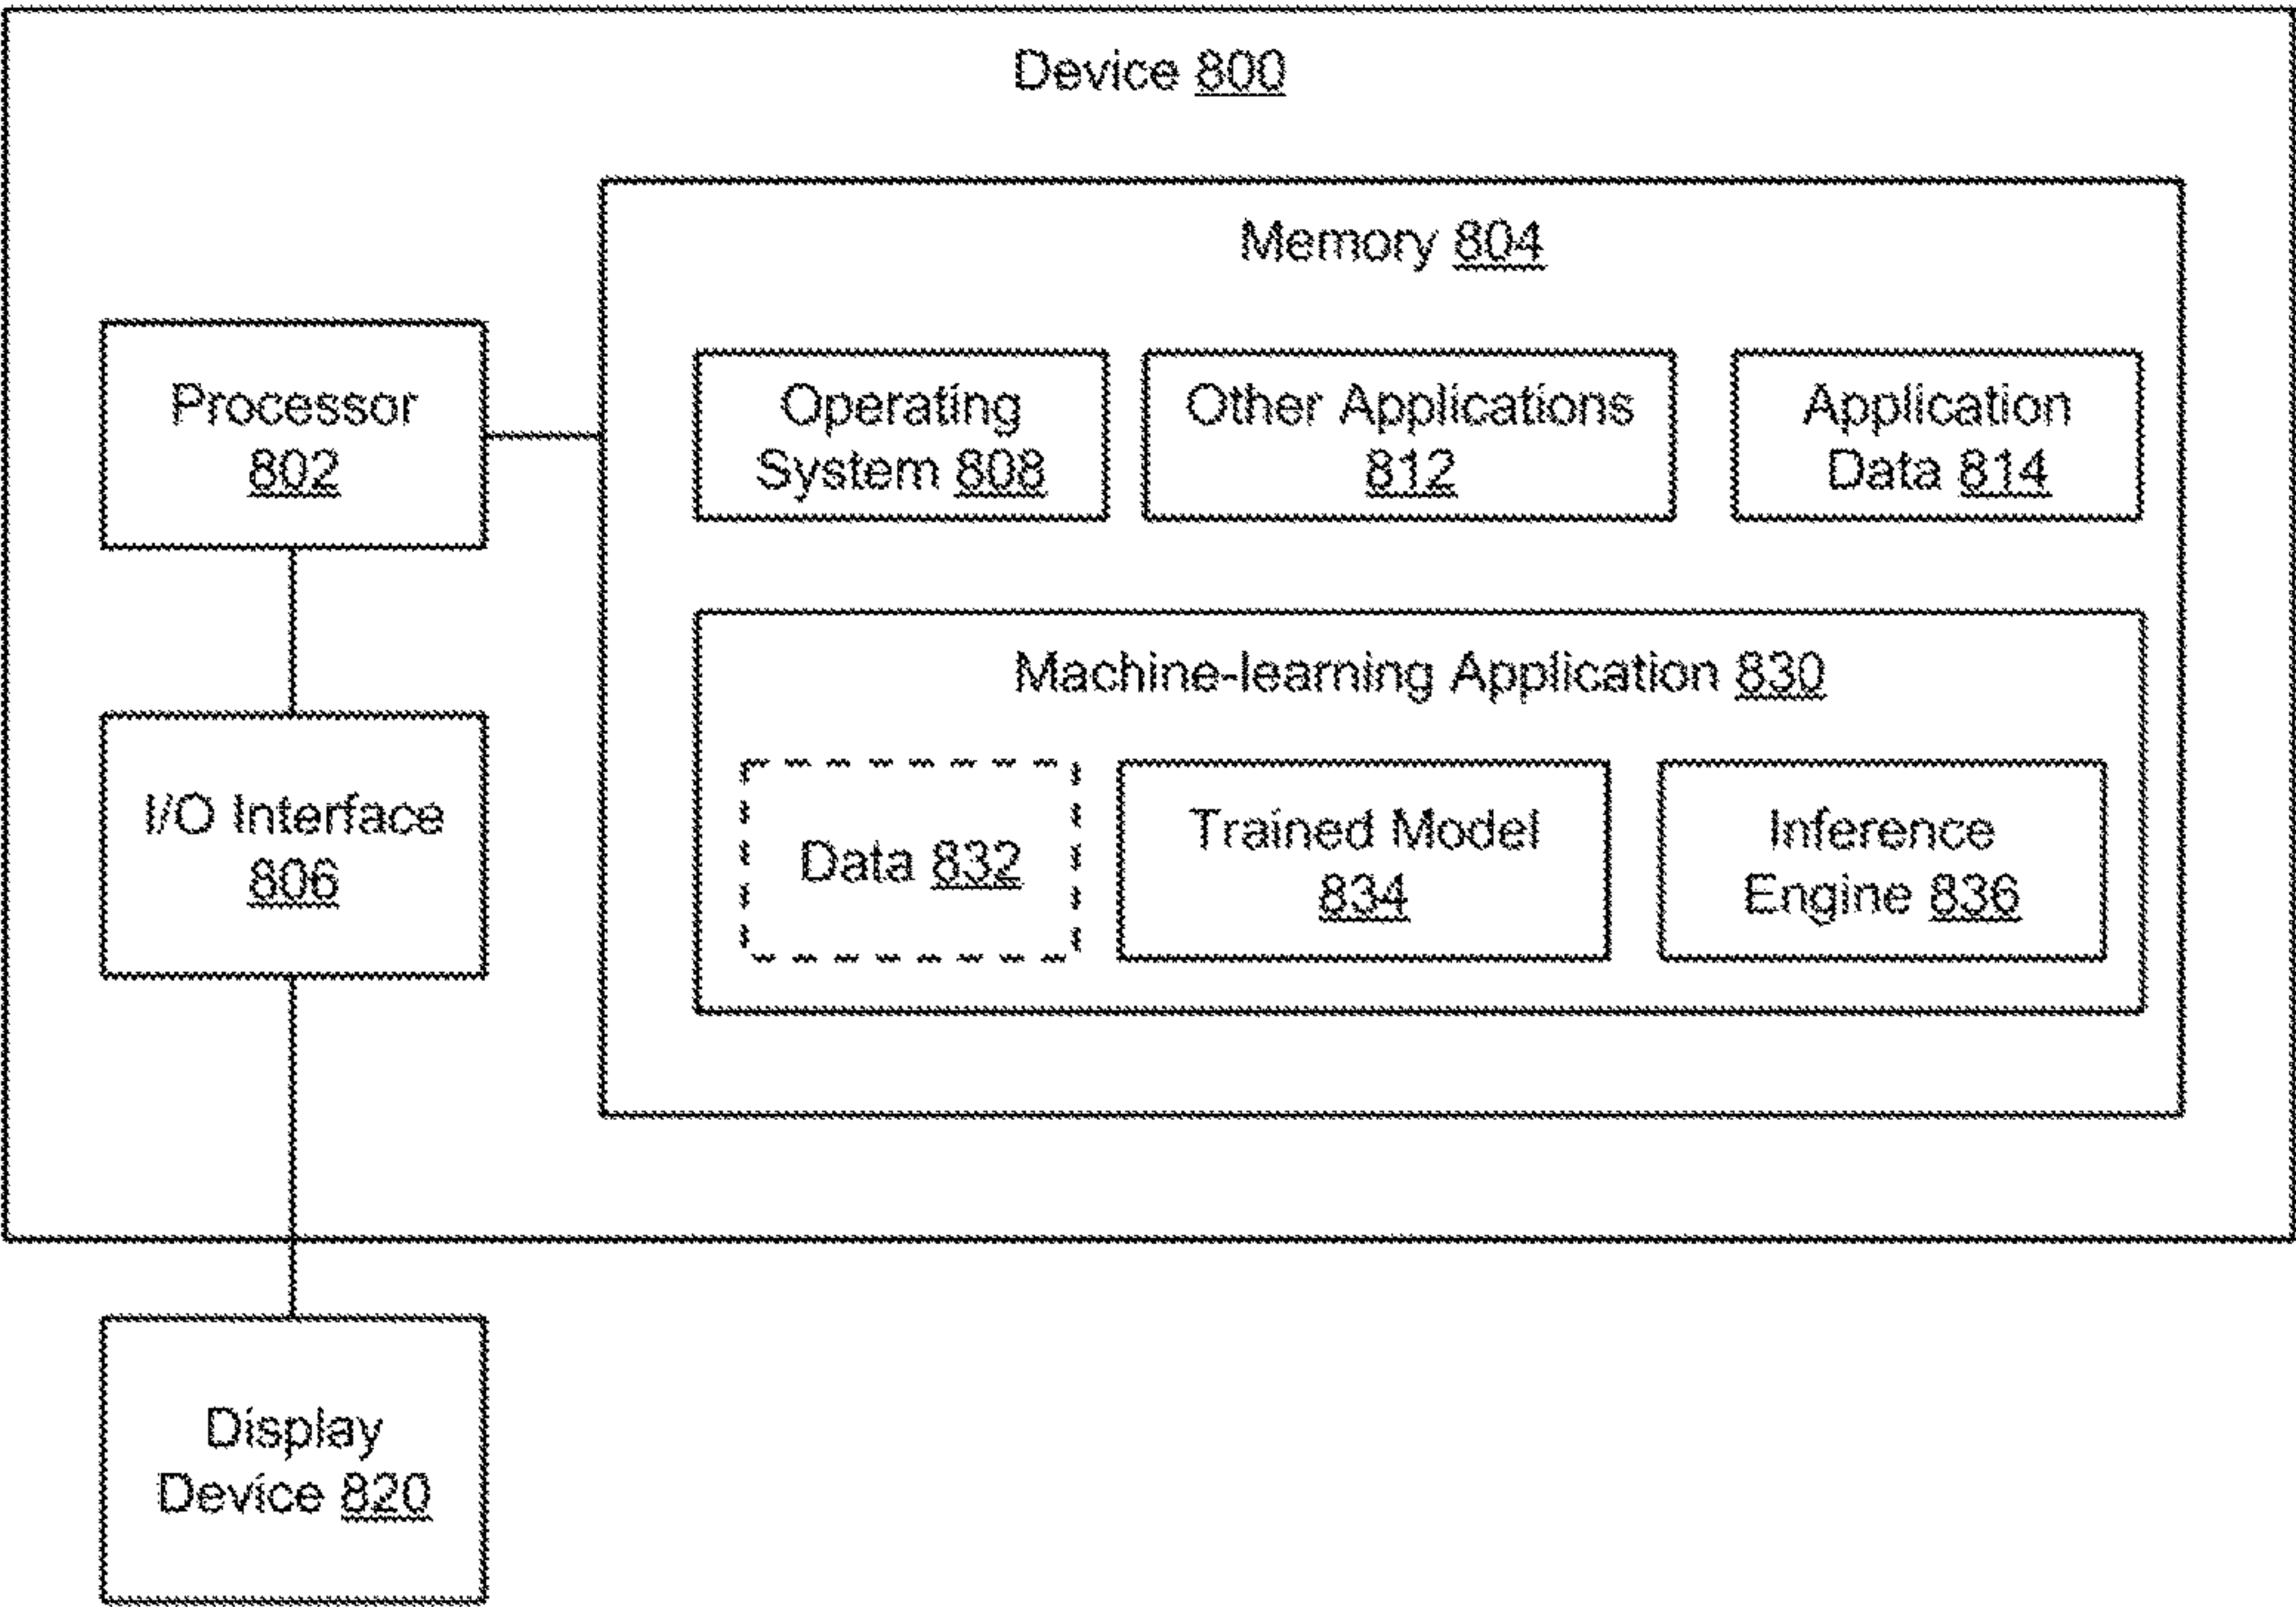 Device 800
Memory 804
Processor
802
Operating
System 808
Other Applications
812
Application
Data 814
Machine-learning Application 830
I/O Interface
806
Data 832
Trained Model
834
Inference
Engine 836
Display
Device 820